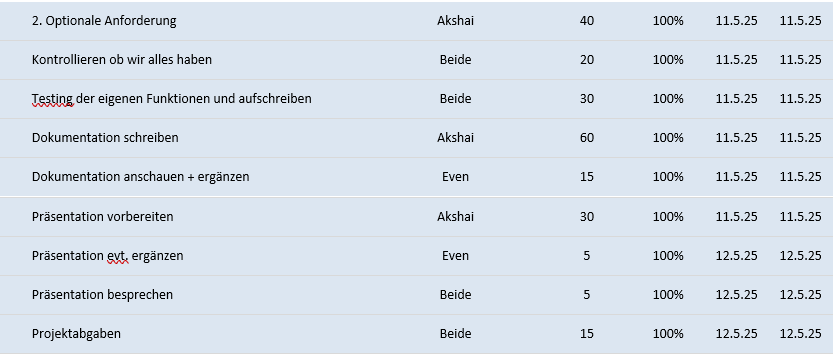 2. Optionale Anforderung Akshai 40 100% 11.5.25 11.5.25
Kontrollieren ob wir alles haben Beide 20 100% 11.5.25 11.5.25
Testing der eigenen Funktionen und aufschreiben Beide 30 100% 11.5.25 11.5.25
Dokumentation schreiben Akshai 60 100% 11.5.25 11.5.25
Dokumentation anschauen + ergänzen Even 15 100% 11.5.25 11.5.25
Präsentation vorbereiten Akshai 30 100% 11.5.25 11.5.25
Präsentation evt. ergänzen Even 5 100% 12.5.25 12.5.25
Präsentation besprechen Beide 5 100% 12.5.25 12.5.25
Projektabgaben Beide 15 100% 12.5.25 12.5.25